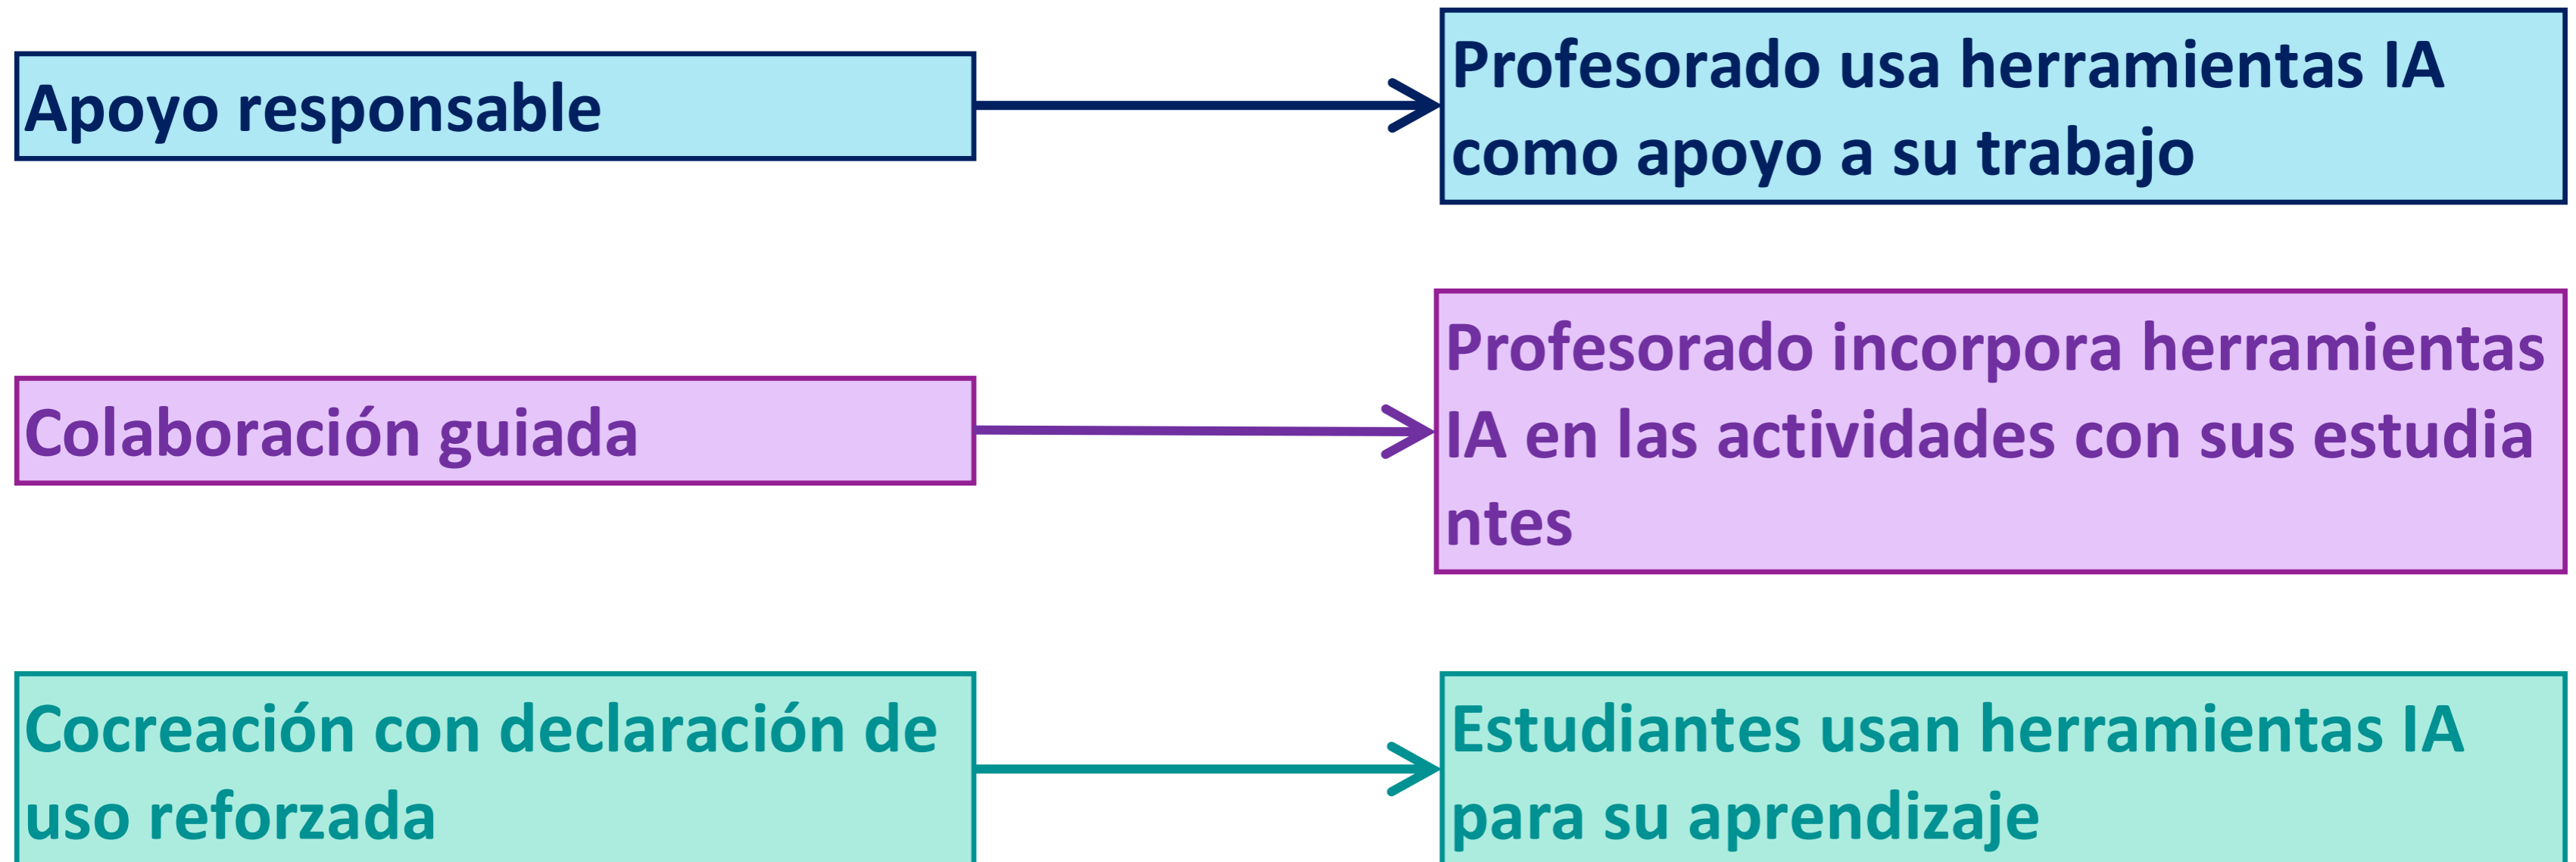 Apoyo responsable
Profesorado usa herramientas IA
como apoyo a su trabajo
Colaboración guiada
Profesorado incorpora herramientas
IA en las actividades con sus estudia
ntes
Cocreación con declaración de
uso reforzada
Estudiantes usan herramientas IA
para su aprendizaje